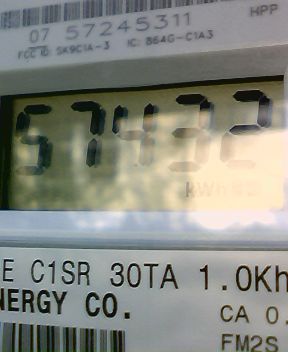 HPP
07 57245311
FCC ID: SK9C1A-3 IC: 864G-C1A3
57432
kWh
E C1SR 30TA 1.0Kh
NERGY CO.
CA 0.
FM2S